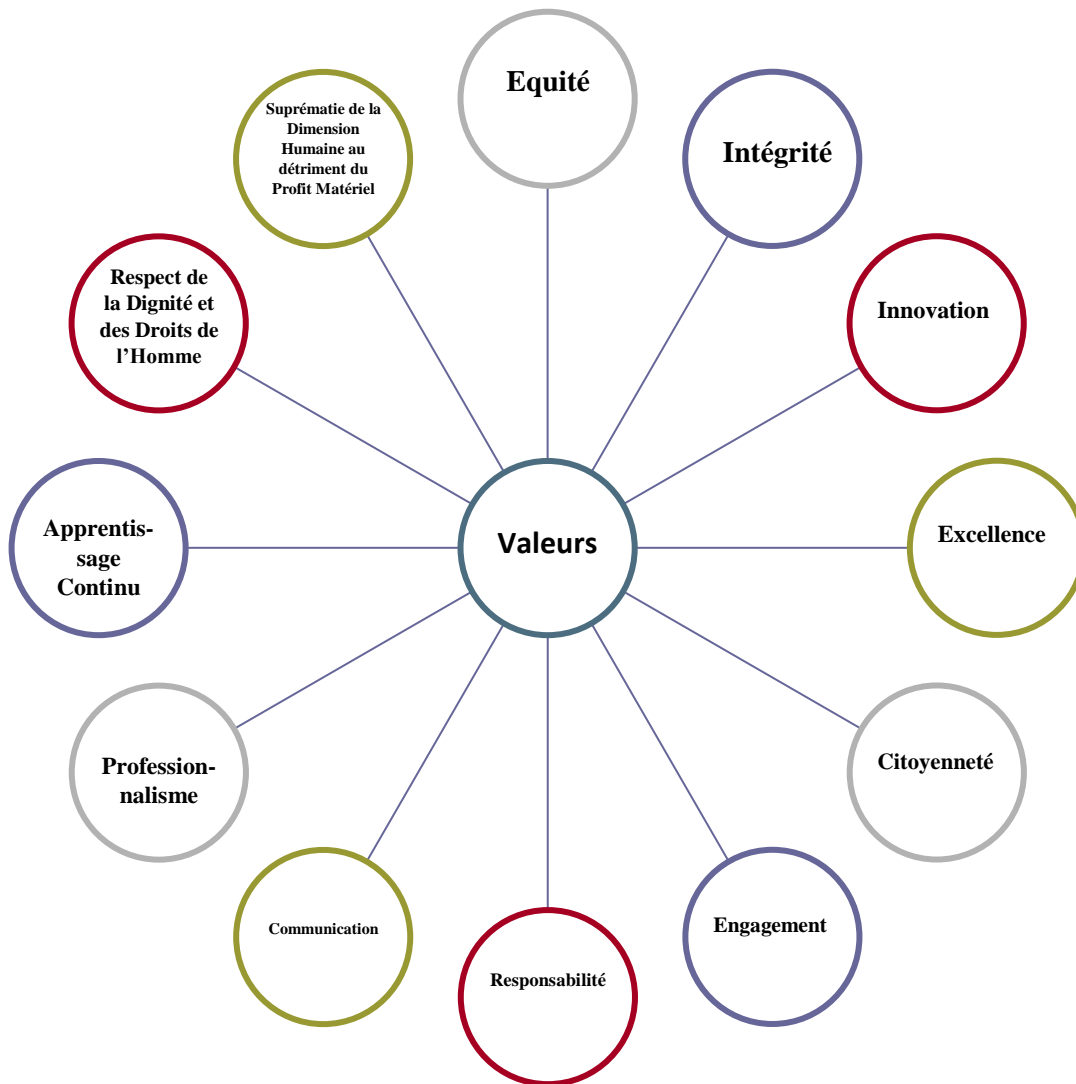 Equité
Intégrité
Innovation
Excellence
Citoyenneté
Engagement
Responsabilité
Communication
Profession-
nalisme
Apprentis-
sage
Continu
Respect de
la Dignité et
des Droits de
l’Homme
Suprématie de la
Dimension
Humaine au
détriment du
Profit Matériel
Valeurs